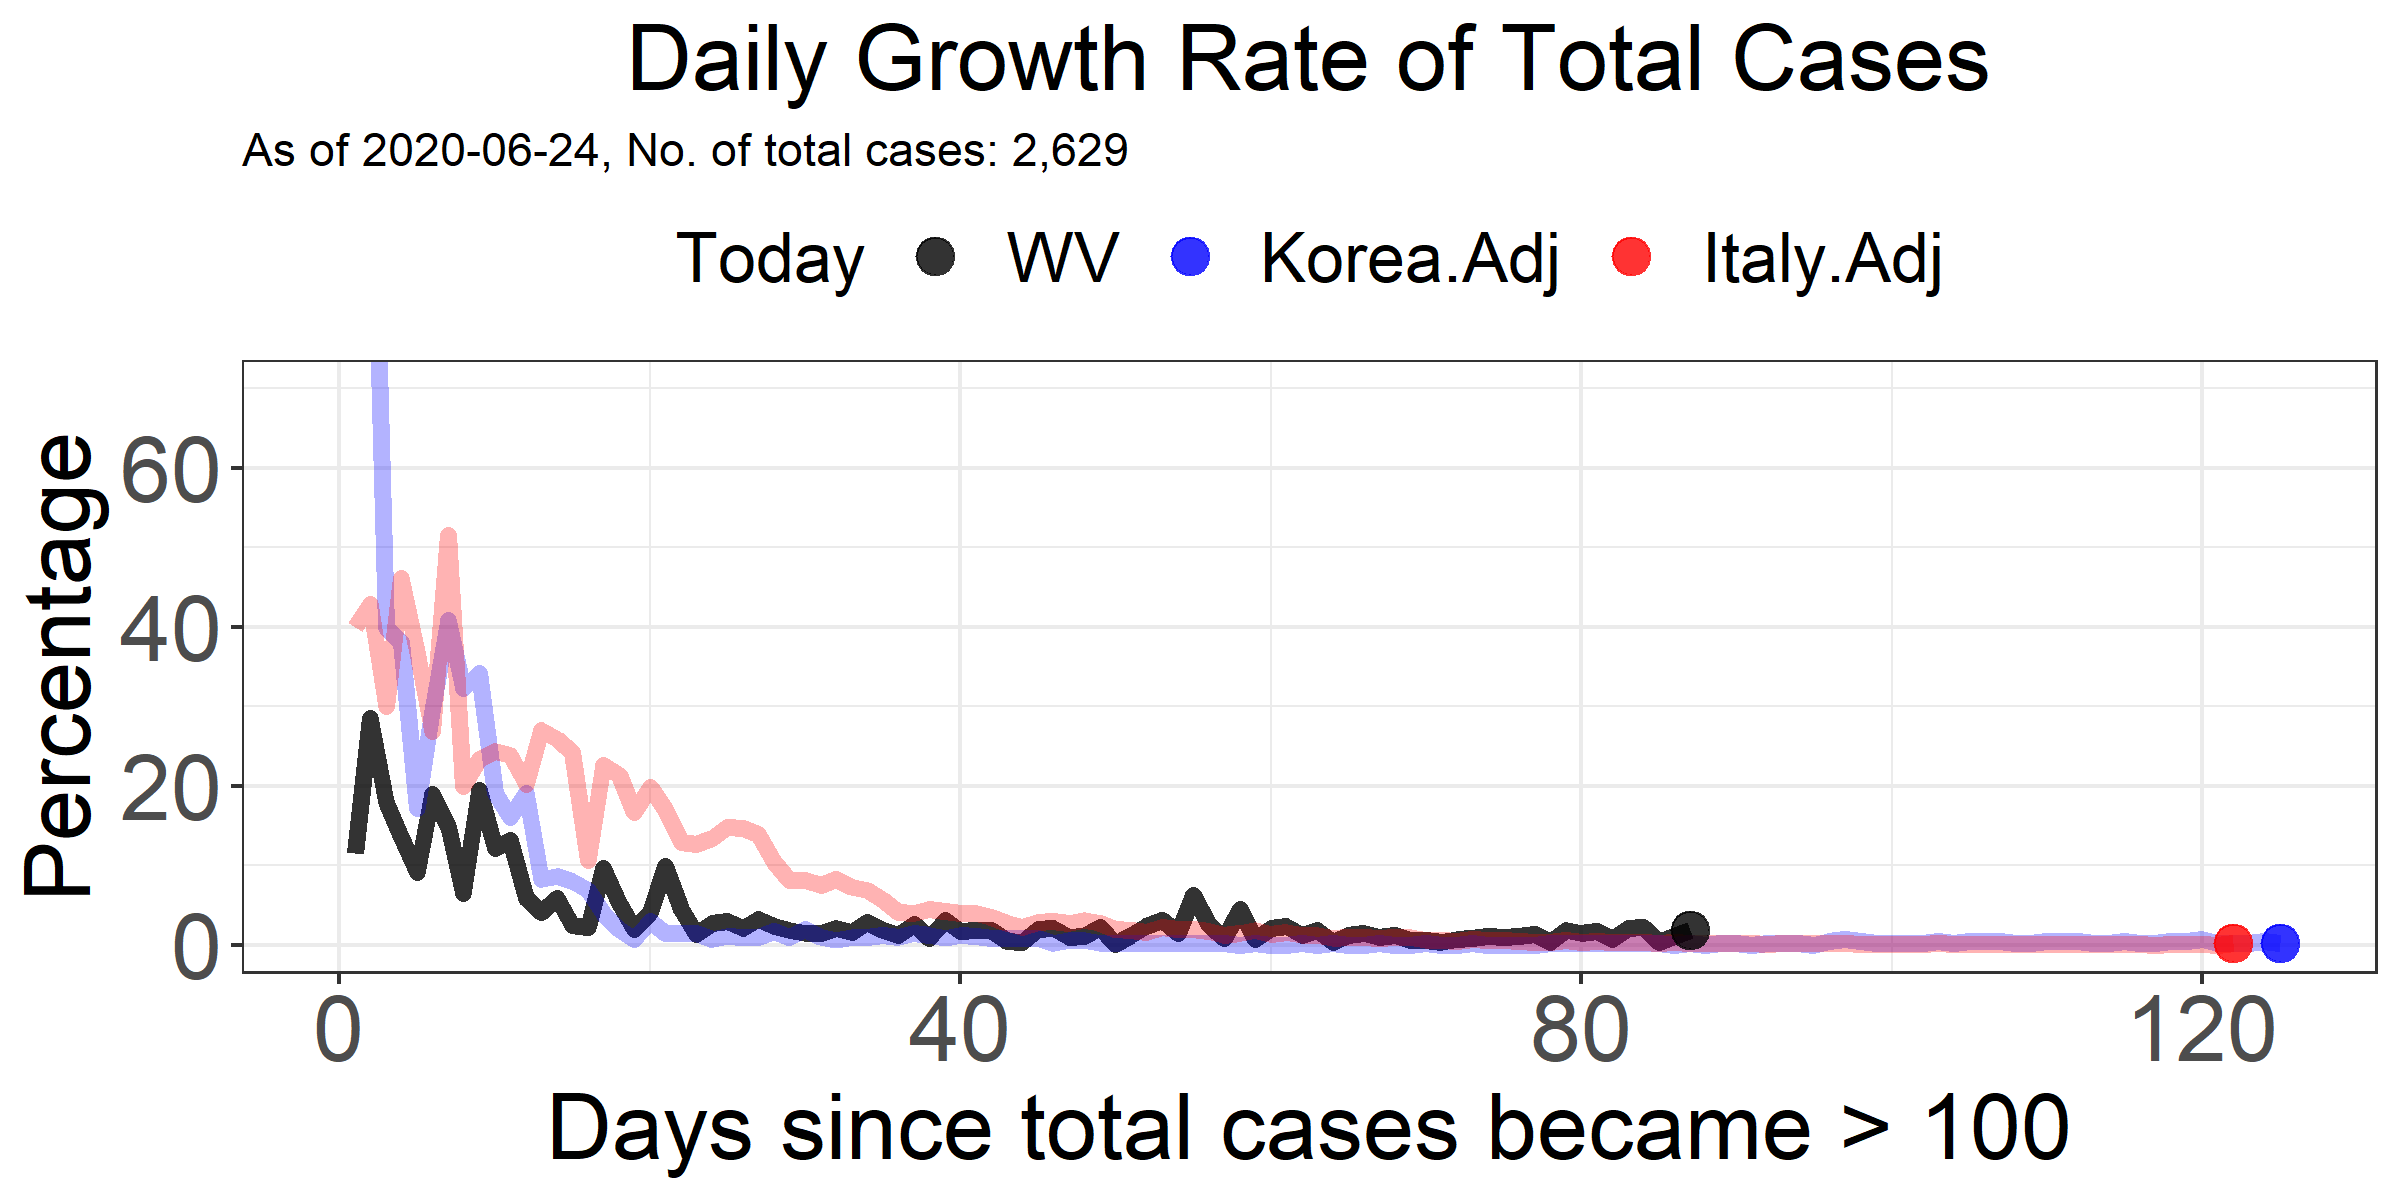 Daily Growth Rate of Total Cases
As of 2020-06-24, No. of total cases: 2,629
Today WV Korea.Adj Italy.Adj
Percentage
60
40
20
0
0 40 80 120
Days since total cases became > 100